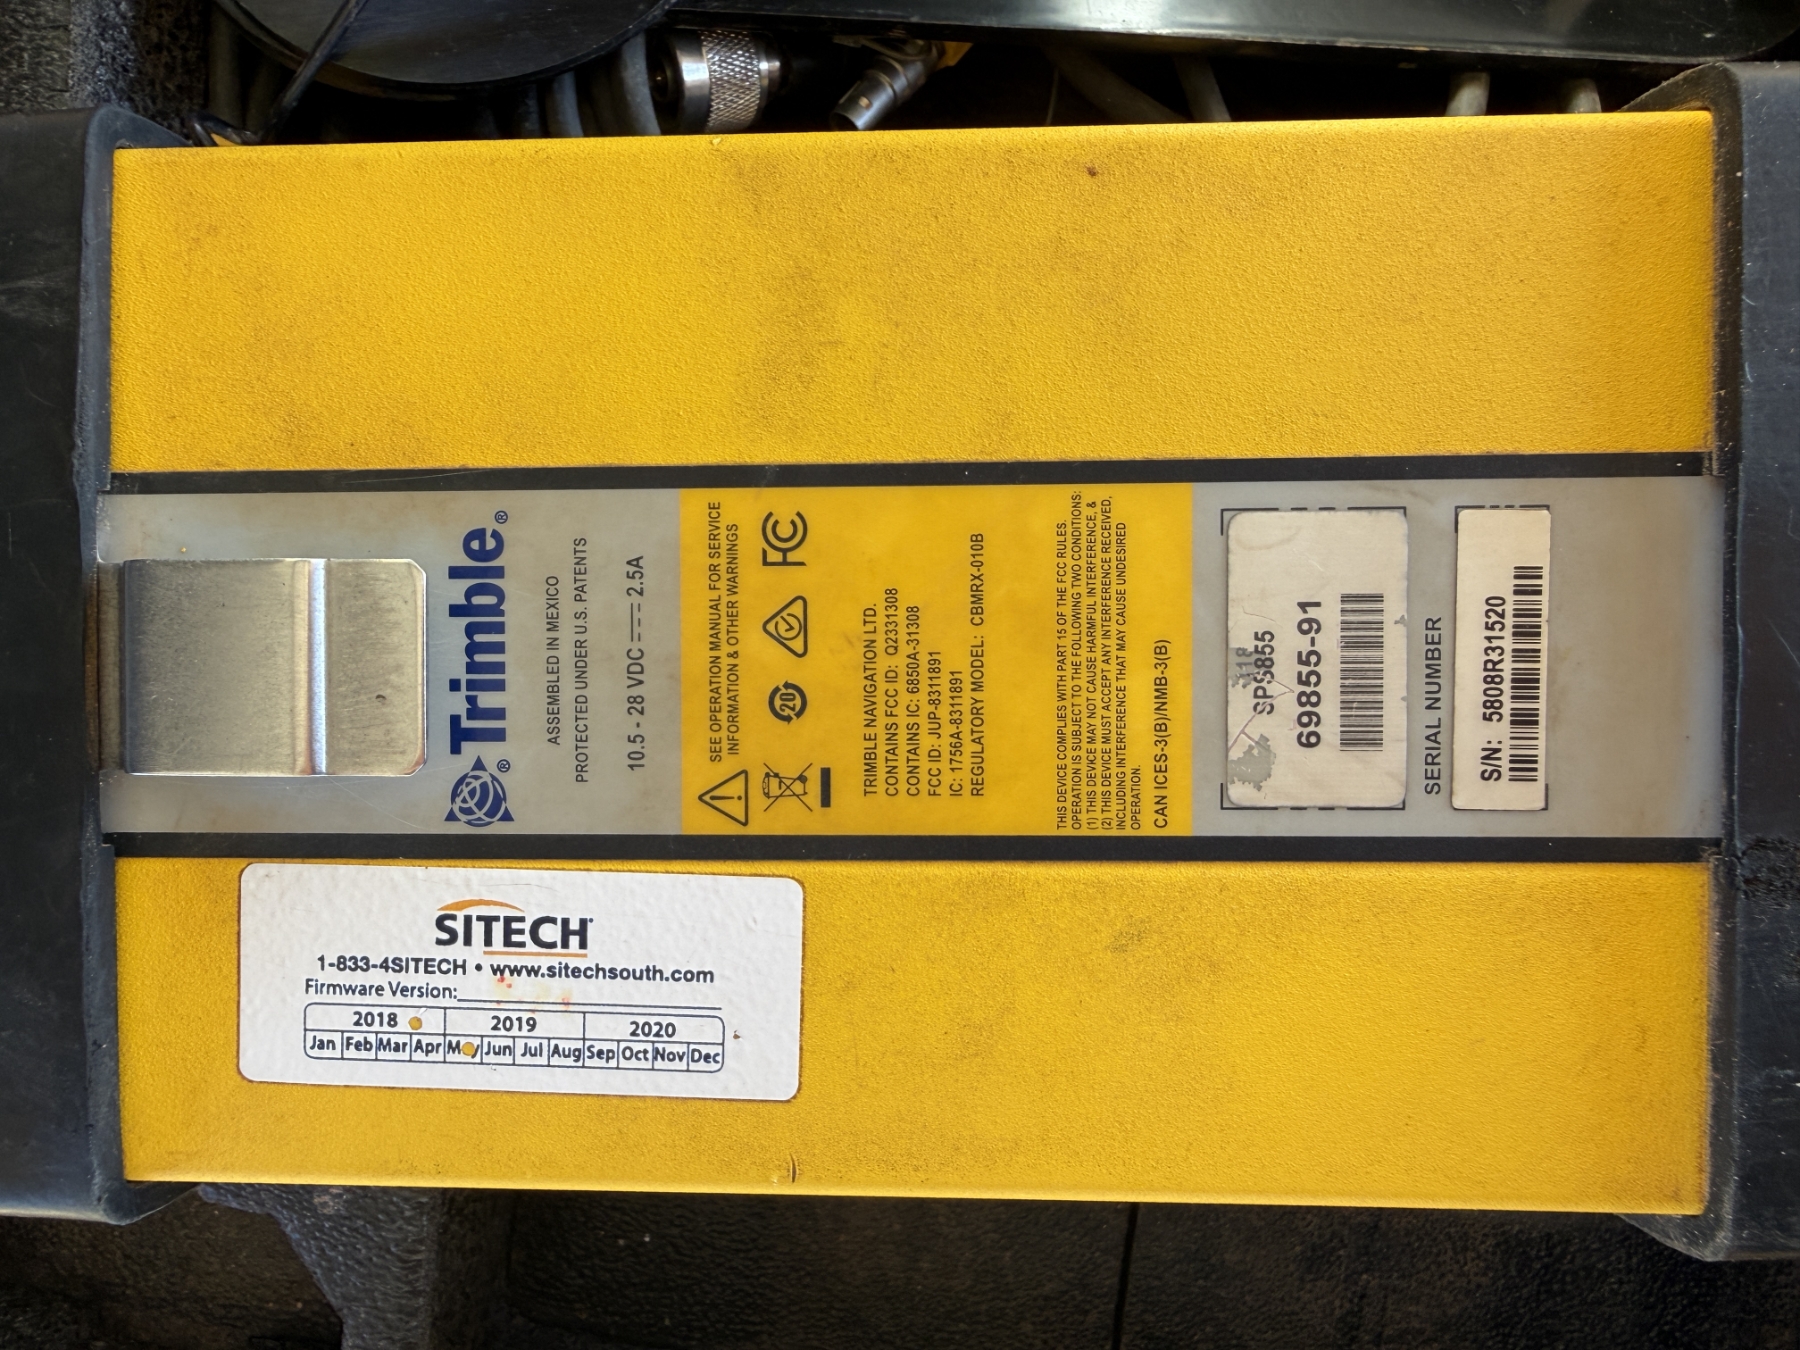 Trimble®
®
ASSEMBLED IN MEXICO
PROTECTED UNDER U.S. PATENTS
10.5 - 28 VDC 2.5A
SEE OPERATION MANUAL FOR SERVICE
INFORMATION & OTHER WARNINGS
20
FC
TRIMBLE NAVIGATION LTD.
CONTAINS FCC ID: Q2331308
CONTAINS IC: 6850A-31308
FCC ID: JUP-8311891
IC: 1756A-8311891
REGULATORY MODEL: CBMRX-010B
THIS DEVICE COMPLIES WITH PART 15 OF THE FCC RULES.
OPERATION IS SUBJECT TO THE FOLLOWING TWO CONDITIONS:
(1) THIS DEVICE MAY NOT CAUSE HARMFUL INTERFERENCE, &
(2) THIS DEVICE MUST ACCEPT ANY INTERFERENCE RECEIVED,
INCLUDING INTERFERENCE THAT MAY CAUSE UNDESIRED
OPERATION.
CAN ICES-3(B)/NMB-3(B)
SPS855
69855-91
SERIAL NUMBER
S/N: 5808R31520
SITECH
1-833-4SITECH • www.sitechsouth.com
Firmware Version:
2018 2019 2020
Jan Feb Mar Apr May Jun Jul Aug Sep Oct Nov Dec